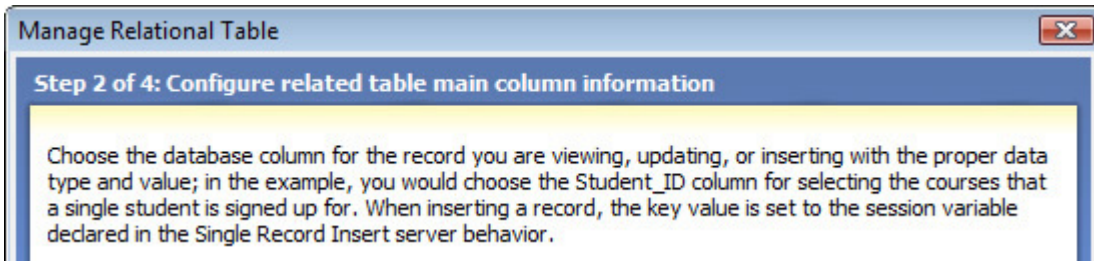 Manage Relational Table
Step 2 of 4: Configure related table main column information
Choose the database column for the record you are viewing, updating, or inserting with the proper data
type and value; in the example, you would choose the Student_ID column for selecting the courses that
a single student is signed up for. When inserting a record, the key value is set to the session variable
declared in the Single Record Insert server behavior.